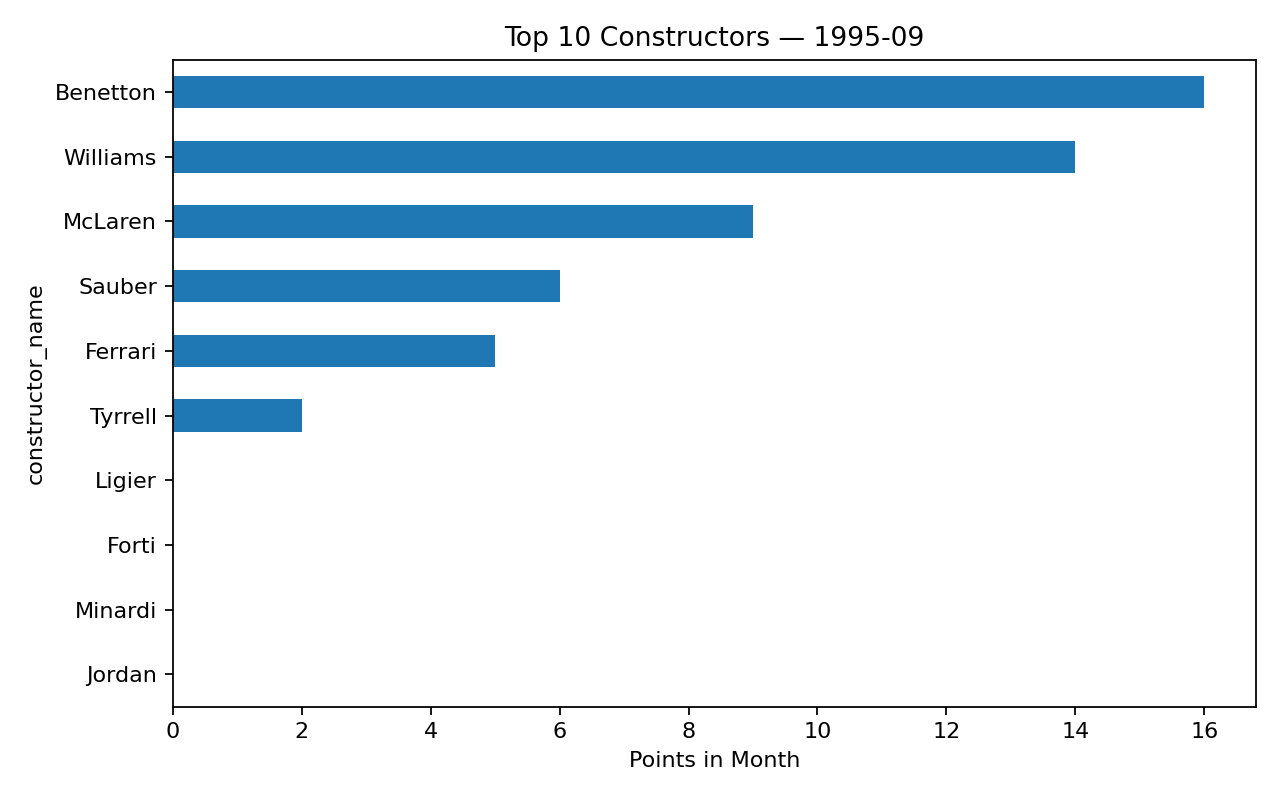 Top 10 Constructors — 1995-09
Benetton
Williams
McLaren
Sauber
Ferrari
Tyrrell
Ligier
Forti
Minardi
Jordan
constructor_name
0 2 4 6 8 10 12 14 16
Points in Month